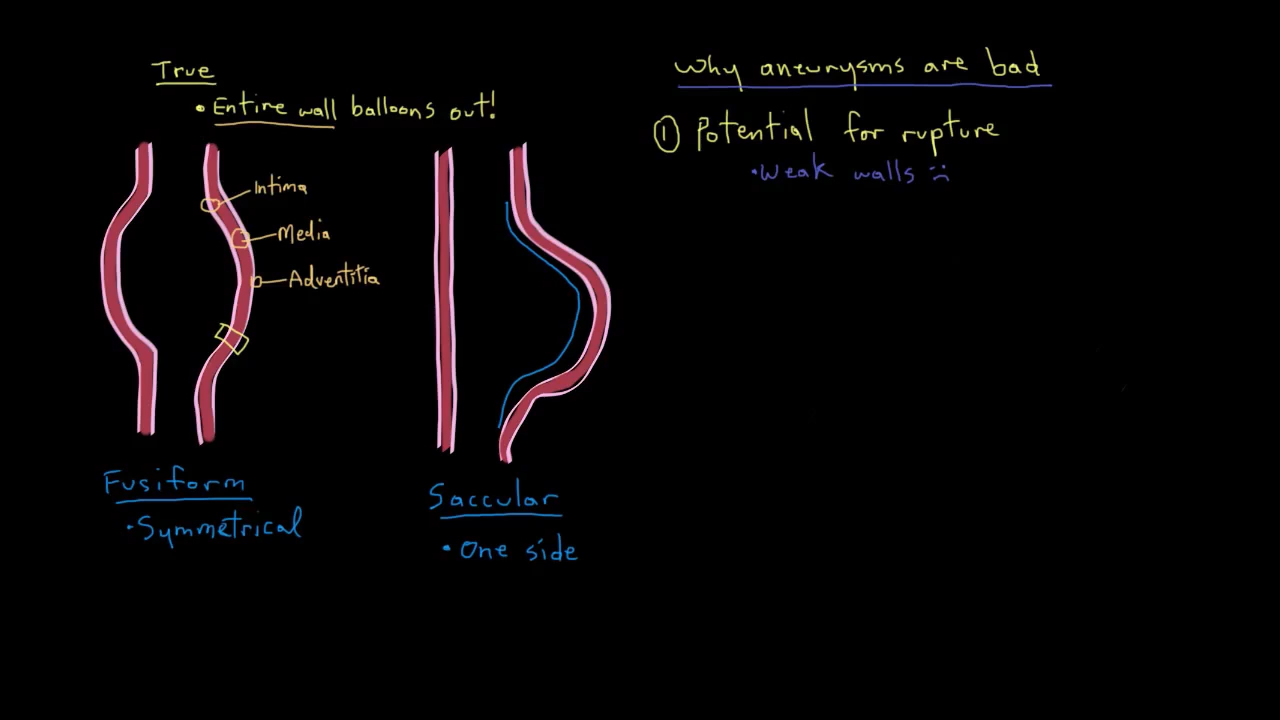 True
• Entire wall balloons out!
Intima
Media
Adventitia
Fusiform
• Symmetrical
Saccular
• One side
Why aneurysms are bad
① Potential for rupture
• Weak walls :(